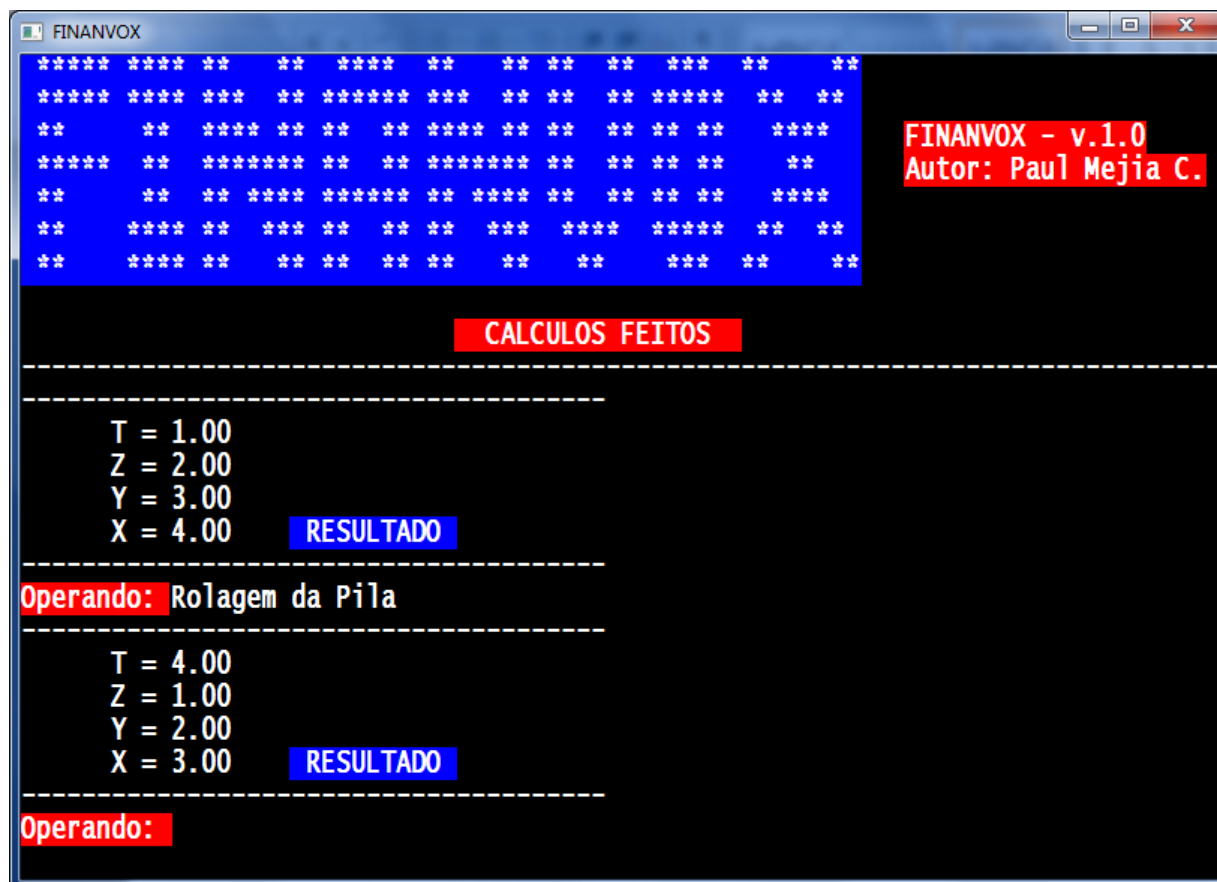 FINANVOX
***** **** **   **  ****  **   ** **  **  ***  **    **
***** **** ***  ** ****** ***  ** **  ** *****  **  **
**     **  **** ** **  ** **** ** **  ** ** **   ****
*****  **  ******* **  ** ******* **  ** ** **    **
**     **  ** **** ****** ** **** **  ** ** **   ****
**    **** **  *** **  ** **  ***  ****  *****  **  **
**    **** **   ** **  ** **   **   **    ***  **    **
FINANVOX - v.1.0
Autor: Paul Mejia C.
CALCULOS FEITOS
--------------------------------------------------------------------------------
---------------------------------------
T = 1.00
Z = 2.00
Y = 3.00
X = 4.00 RESULTADO
---------------------------------------
Operando: Rolagem da Pila
---------------------------------------
T = 4.00
Z = 1.00
Y = 2.00
X = 3.00 RESULTADO
---------------------------------------
Operando: